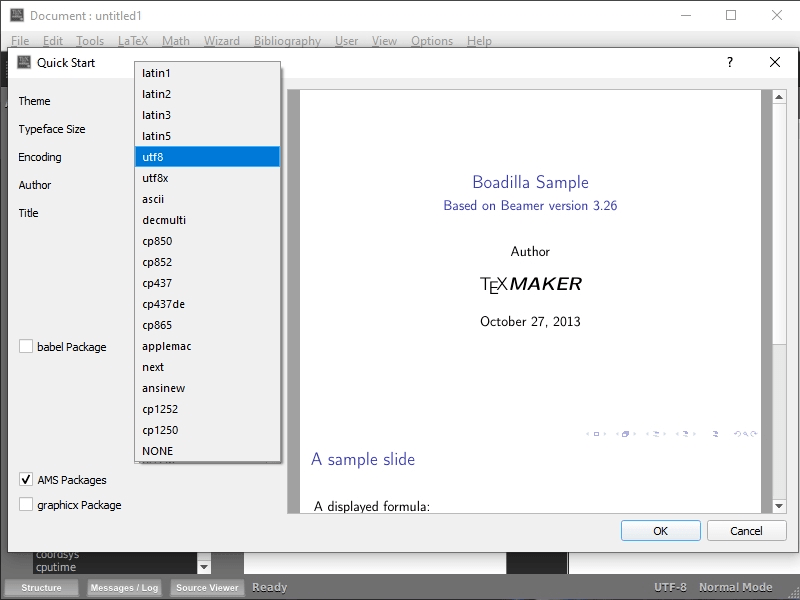 Document : untitled1
File Edit Tools LaTeX Math Wizard Bibliography User View Options Help
Quick Start
?
Theme
Typeface Size
Encoding
Author
Title
babel Package
AMS Packages
graphicx Package
latin1
latin2
latin3
latin5
utf8
utf8x
ascii
decmulti
cp850
cp852
cp437
cp437de
cp865
applemac
next
ansinew
cp1252
cp1250
NONE
Boadilla Sample
Based on Beamer version 3.26
Author
TEXMAKER
October 27, 2013
A sample slide
A displayed formula:
OK Cancel
coordsys
cputime
Structure Messages / Log Source Viewer Ready UTF-8 Normal Mode